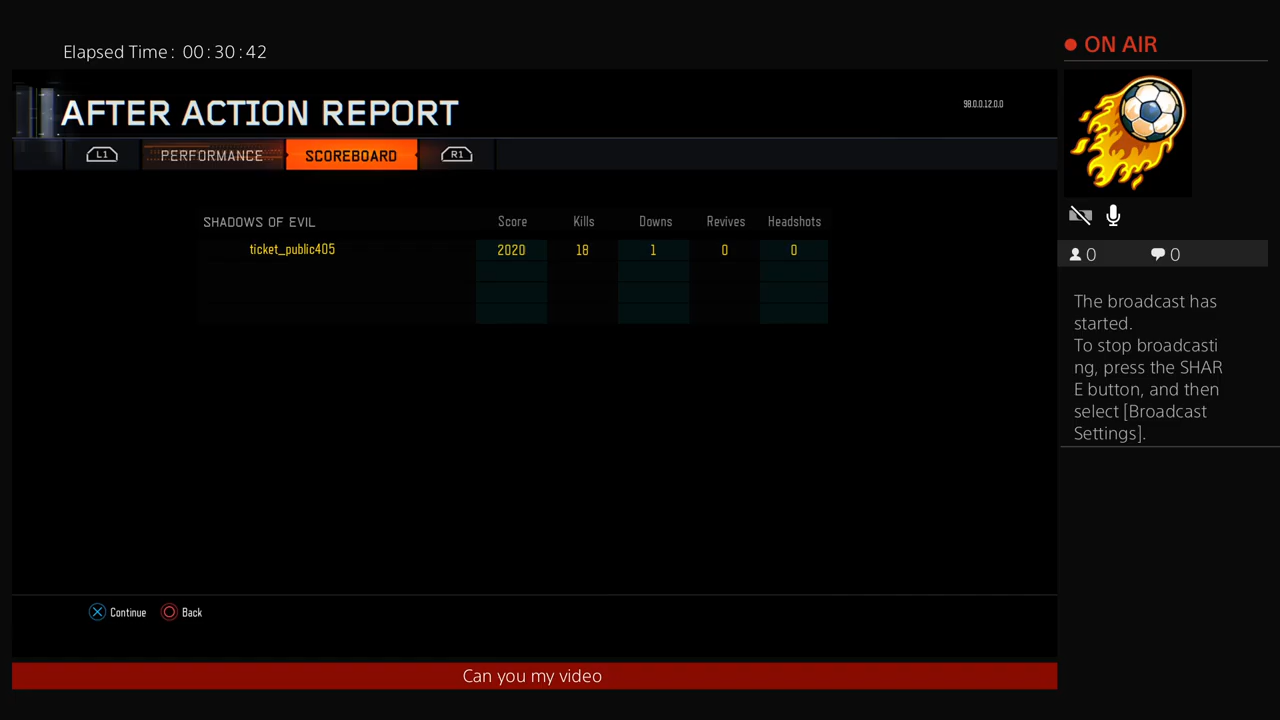 Elapsed Time: 00:30:42
ON AIR
AFTER ACTION REPORT
98.0.0.12.0.0
L1 PERFORMANCE SCOREBOARD R1
SHADOWS OF EVIL Score Kills Downs Revives Headshots
ticket_public405 2020 18 1 0 0
0 0
The broadcast has
started.
To stop broadcasti
ng, press the SHAR
E button, and then
select [Broadcast
Settings].
Continue Back
Can you my video